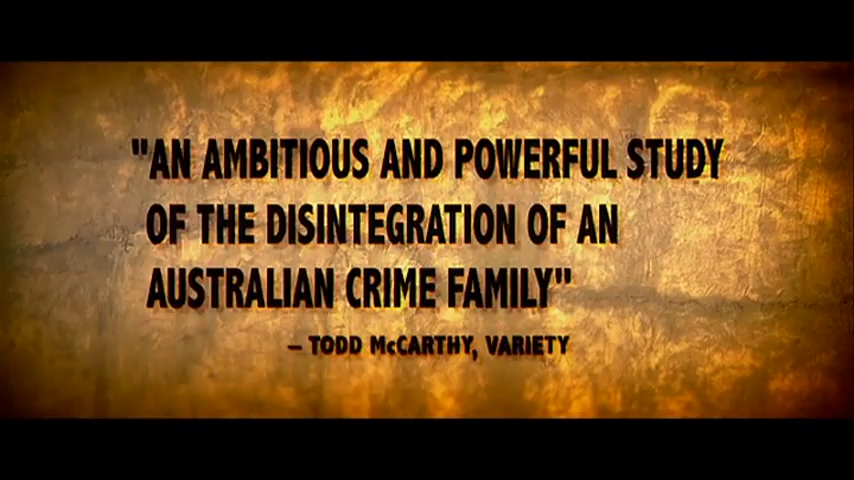 "AN AMBITIOUS AND POWERFUL STUDY
OF THE DISINTEGRATION OF AN
AUSTRALIAN CRIME FAMILY"
– TODD McCARTHY, VARIETY